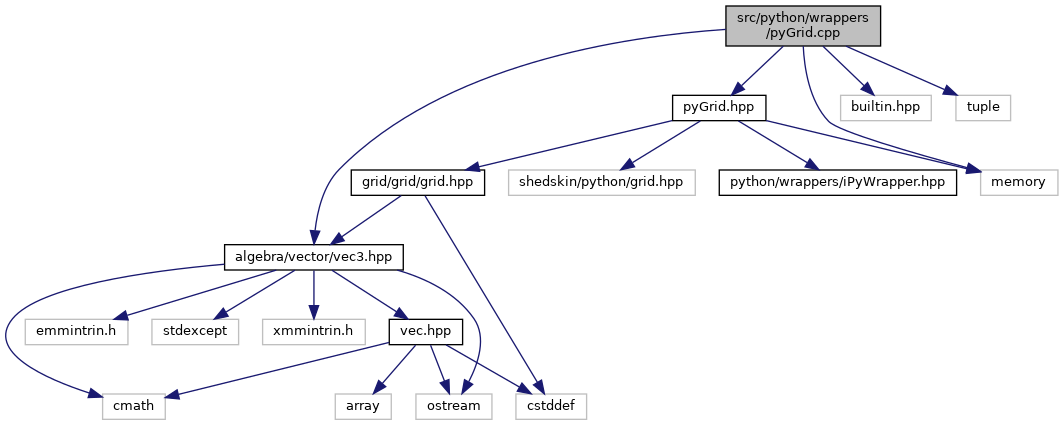 src/python/wrappers
/pyGrid.cpp
pyGrid.hpp
builtin.hpp
tuple
grid/grid/grid.hpp
shedskin/python/grid.hpp
python/wrappers/iPyWrapper.hpp
memory
algebra/vector/vec3.hpp
emmintrin.h
stdexcept
xmmintrin.h
vec.hpp
cmath
array
ostream
cstddef